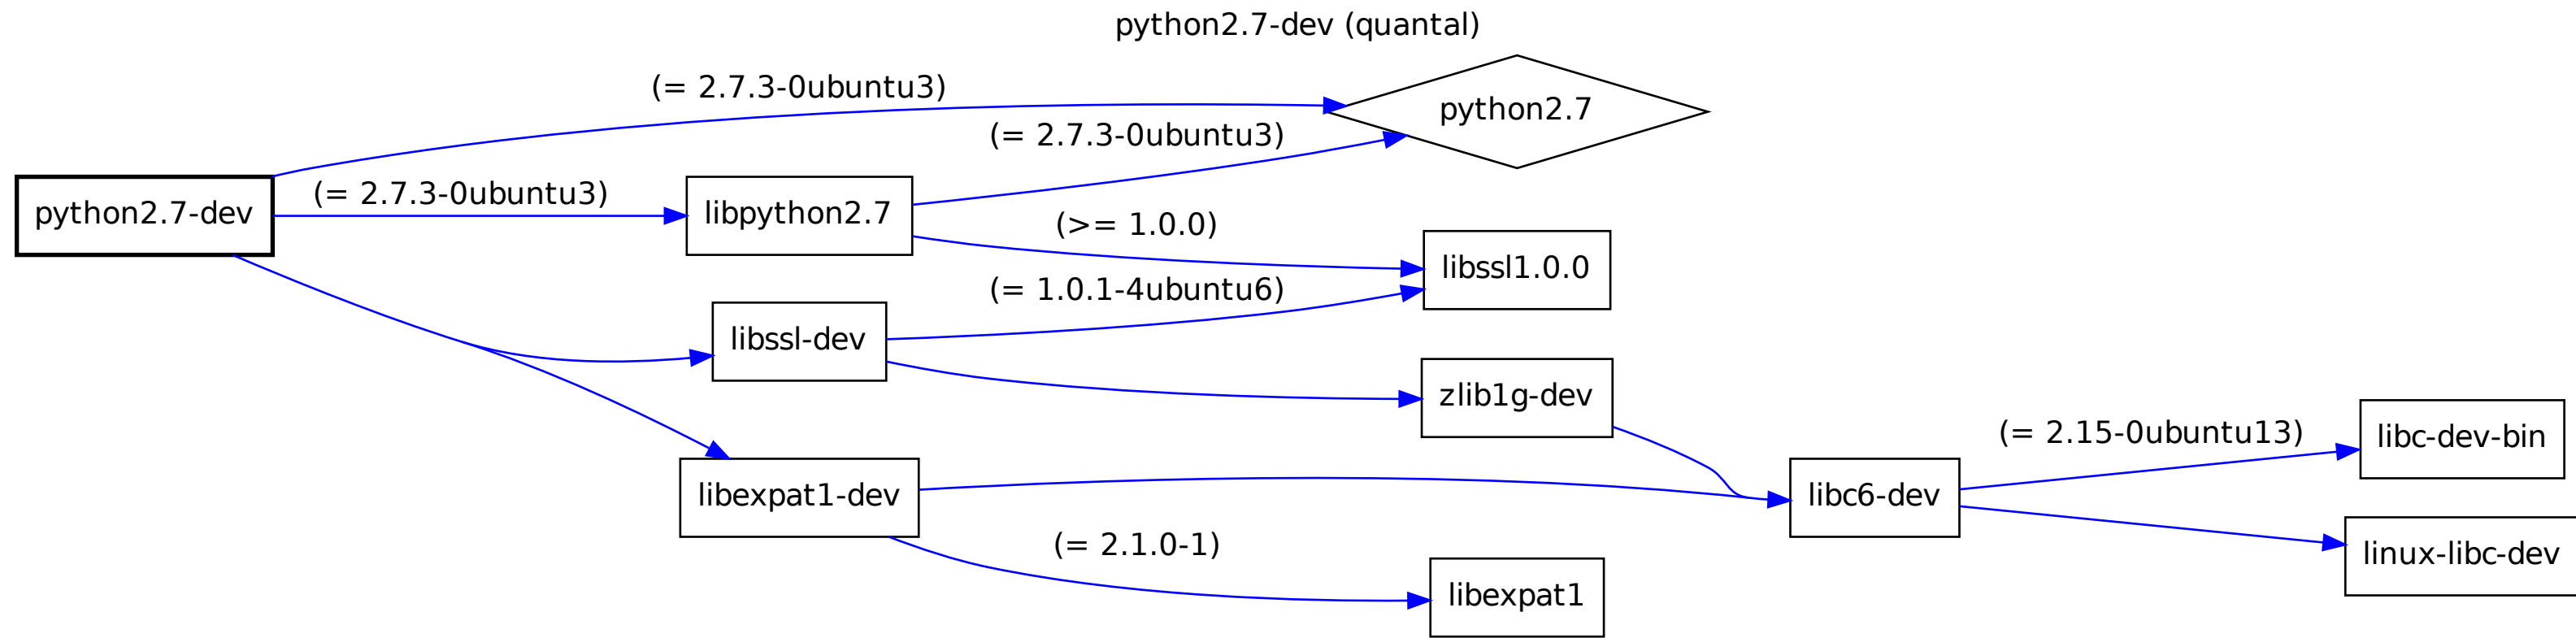 python2.7-dev (quantal)
(= 2.7.3-0ubuntu3)
python2.7
(= 2.7.3-0ubuntu3)
python2.7-dev
(= 2.7.3-0ubuntu3)
libpython2.7
(>= 1.0.0)
libssl1.0.0
(= 1.0.1-4ubuntu6)
libssl-dev
zlib1g-dev
(= 2.15-0ubuntu13)
libc-dev-bin
libexpat1-dev
libc6-dev
(= 2.1.0-1)
linux-libc-dev
libexpat1